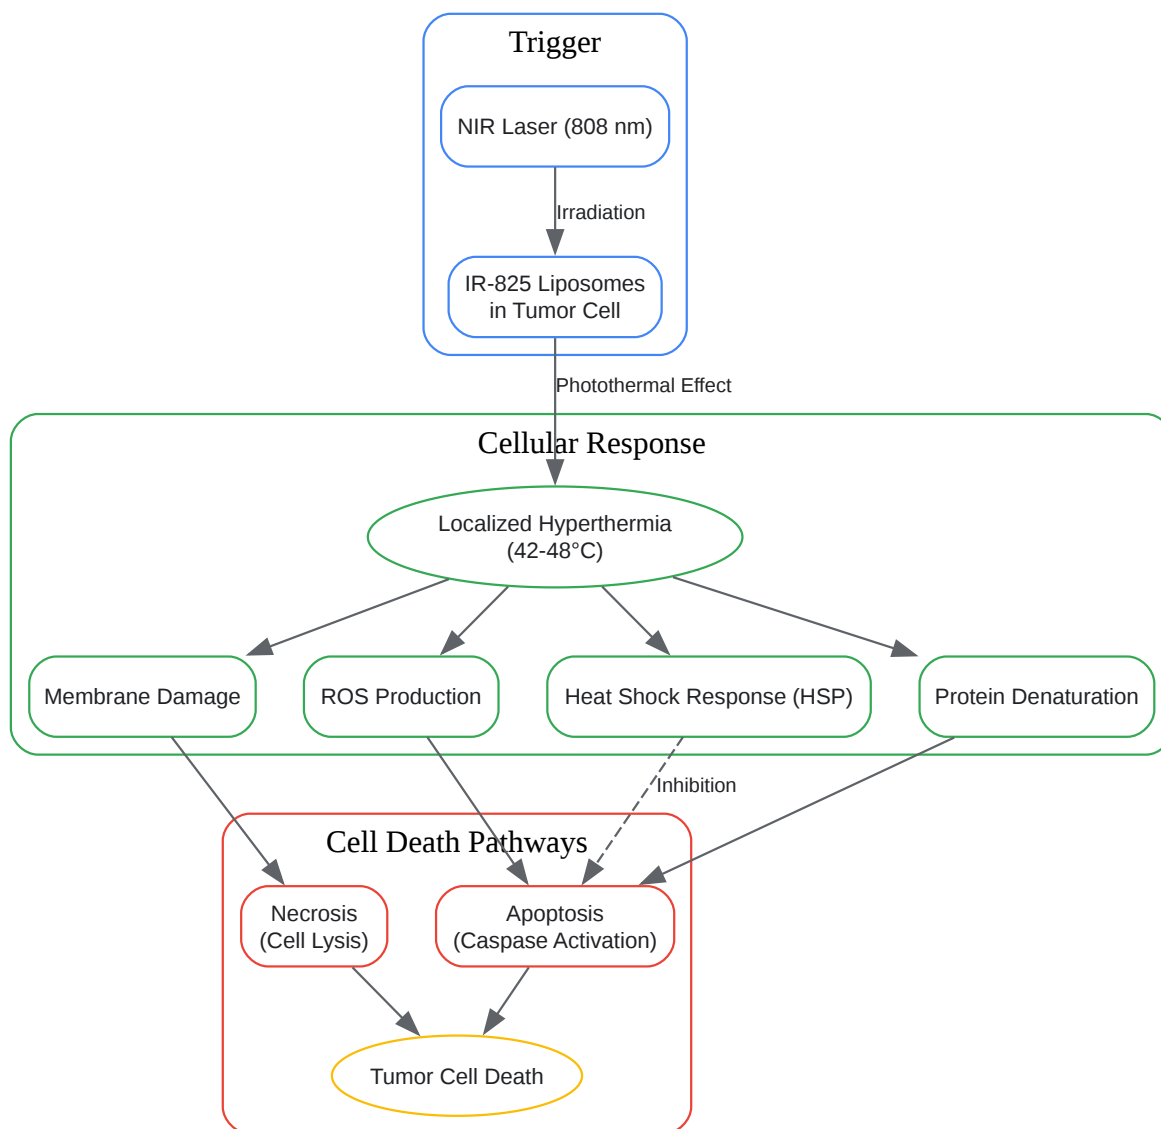 Trigger
NIR Laser (808 nm)
Irradiation
IR-825 Liposomes
in Tumor Cell
Photothermal Effect
Cellular Response
Localized Hyperthermia
(42-48°C)
Membrane Damage
ROS Production
Heat Shock Response (HSP)
Protein Denaturation
Inhibition
Cell Death Pathways
Necrosis
(Cell Lysis)
Apoptosis
(Caspase Activation)
Tumor Cell Death